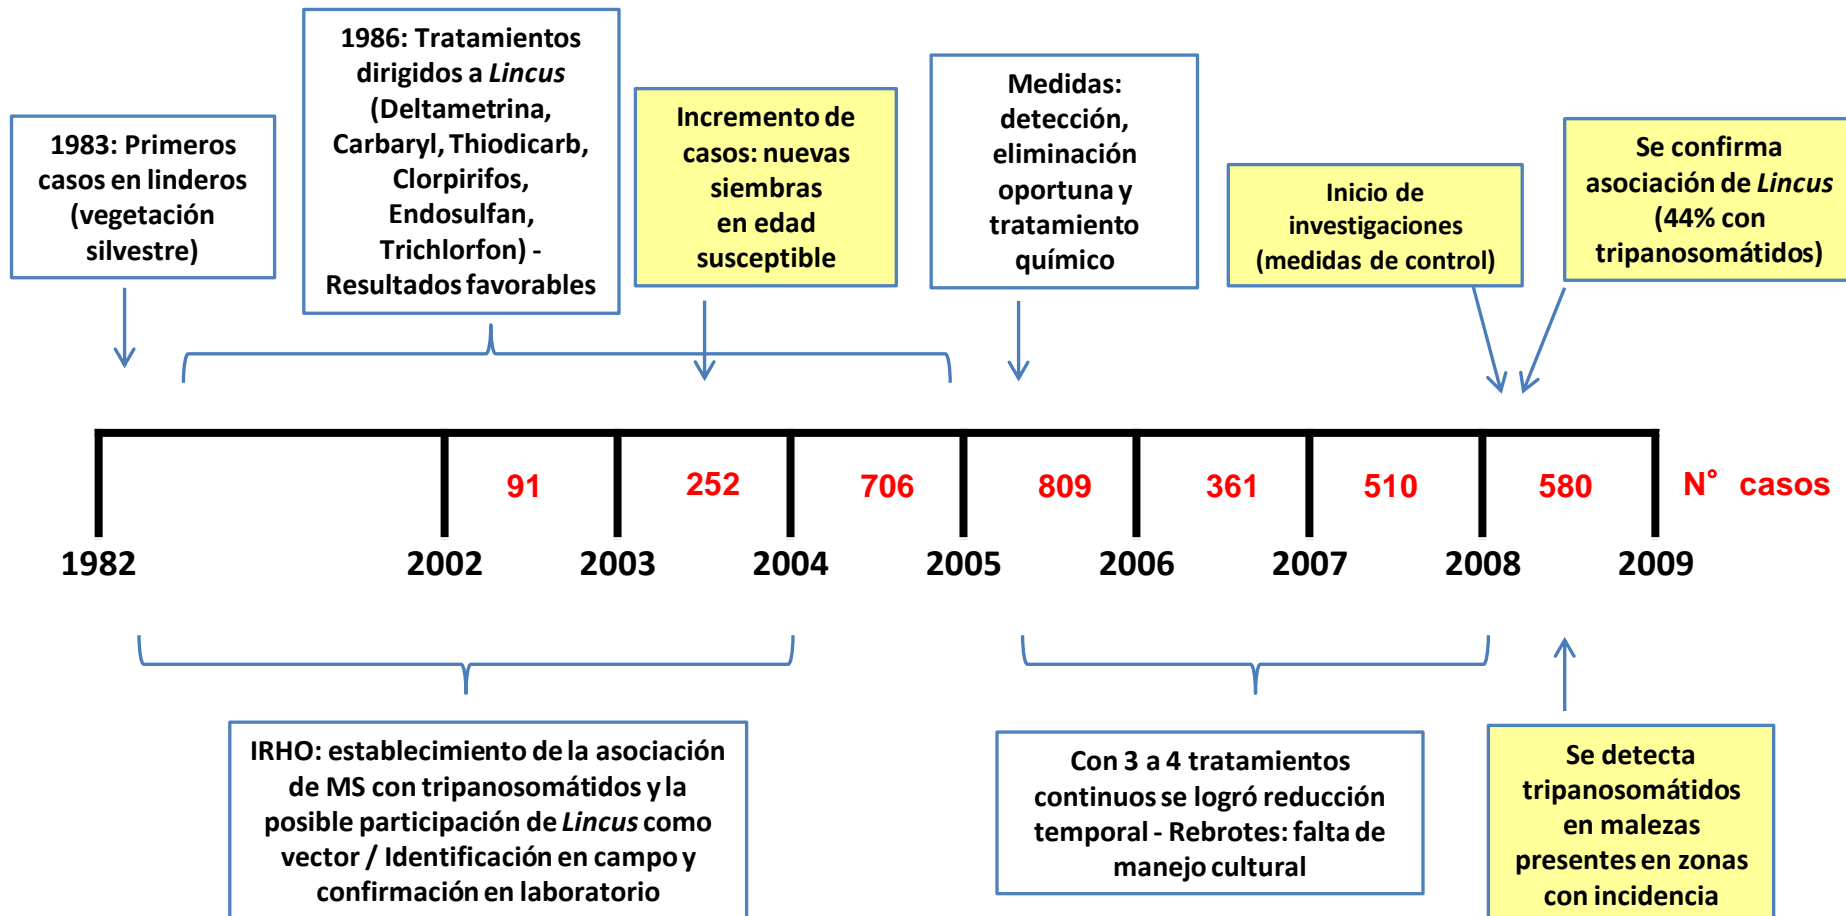 1983: Primeros
casos en linderos
(vegetación
silvestre)
1986: Tratamientos
dirigidos a Lincus
(Deltametrina,
Carbaryl, Thiodicarb,
Clorpirifos,
Endosulfan,
Trichlorfon) -
Resultados favorables
Incremento de
casos: nuevas
siembras
en edad
susceptible
Medidas:
detección,
eliminación
oportuna y
tratamiento
químico
Inicio de
investigaciones
(medidas de control)
Se confirma
asociación de Lincus
(44% con
tripanosomátidos)
91 252 706 809 361 510 580 N° casos
1982 2002 2003 2004 2005 2006 2007 2008 2009
IRHO: establecimiento de la asociación
de MS con tripanosomátidos y la
posible participación de Lincus como
vector / Identificación en campo y
confirmación en laboratorio
Con 3 a 4 tratamientos
continuos se logró reducción
temporal - Rebrotes: falta de
manejo cultural
Se detecta
tripanosomátidos
en malezas
presentes en zonas
con incidencia